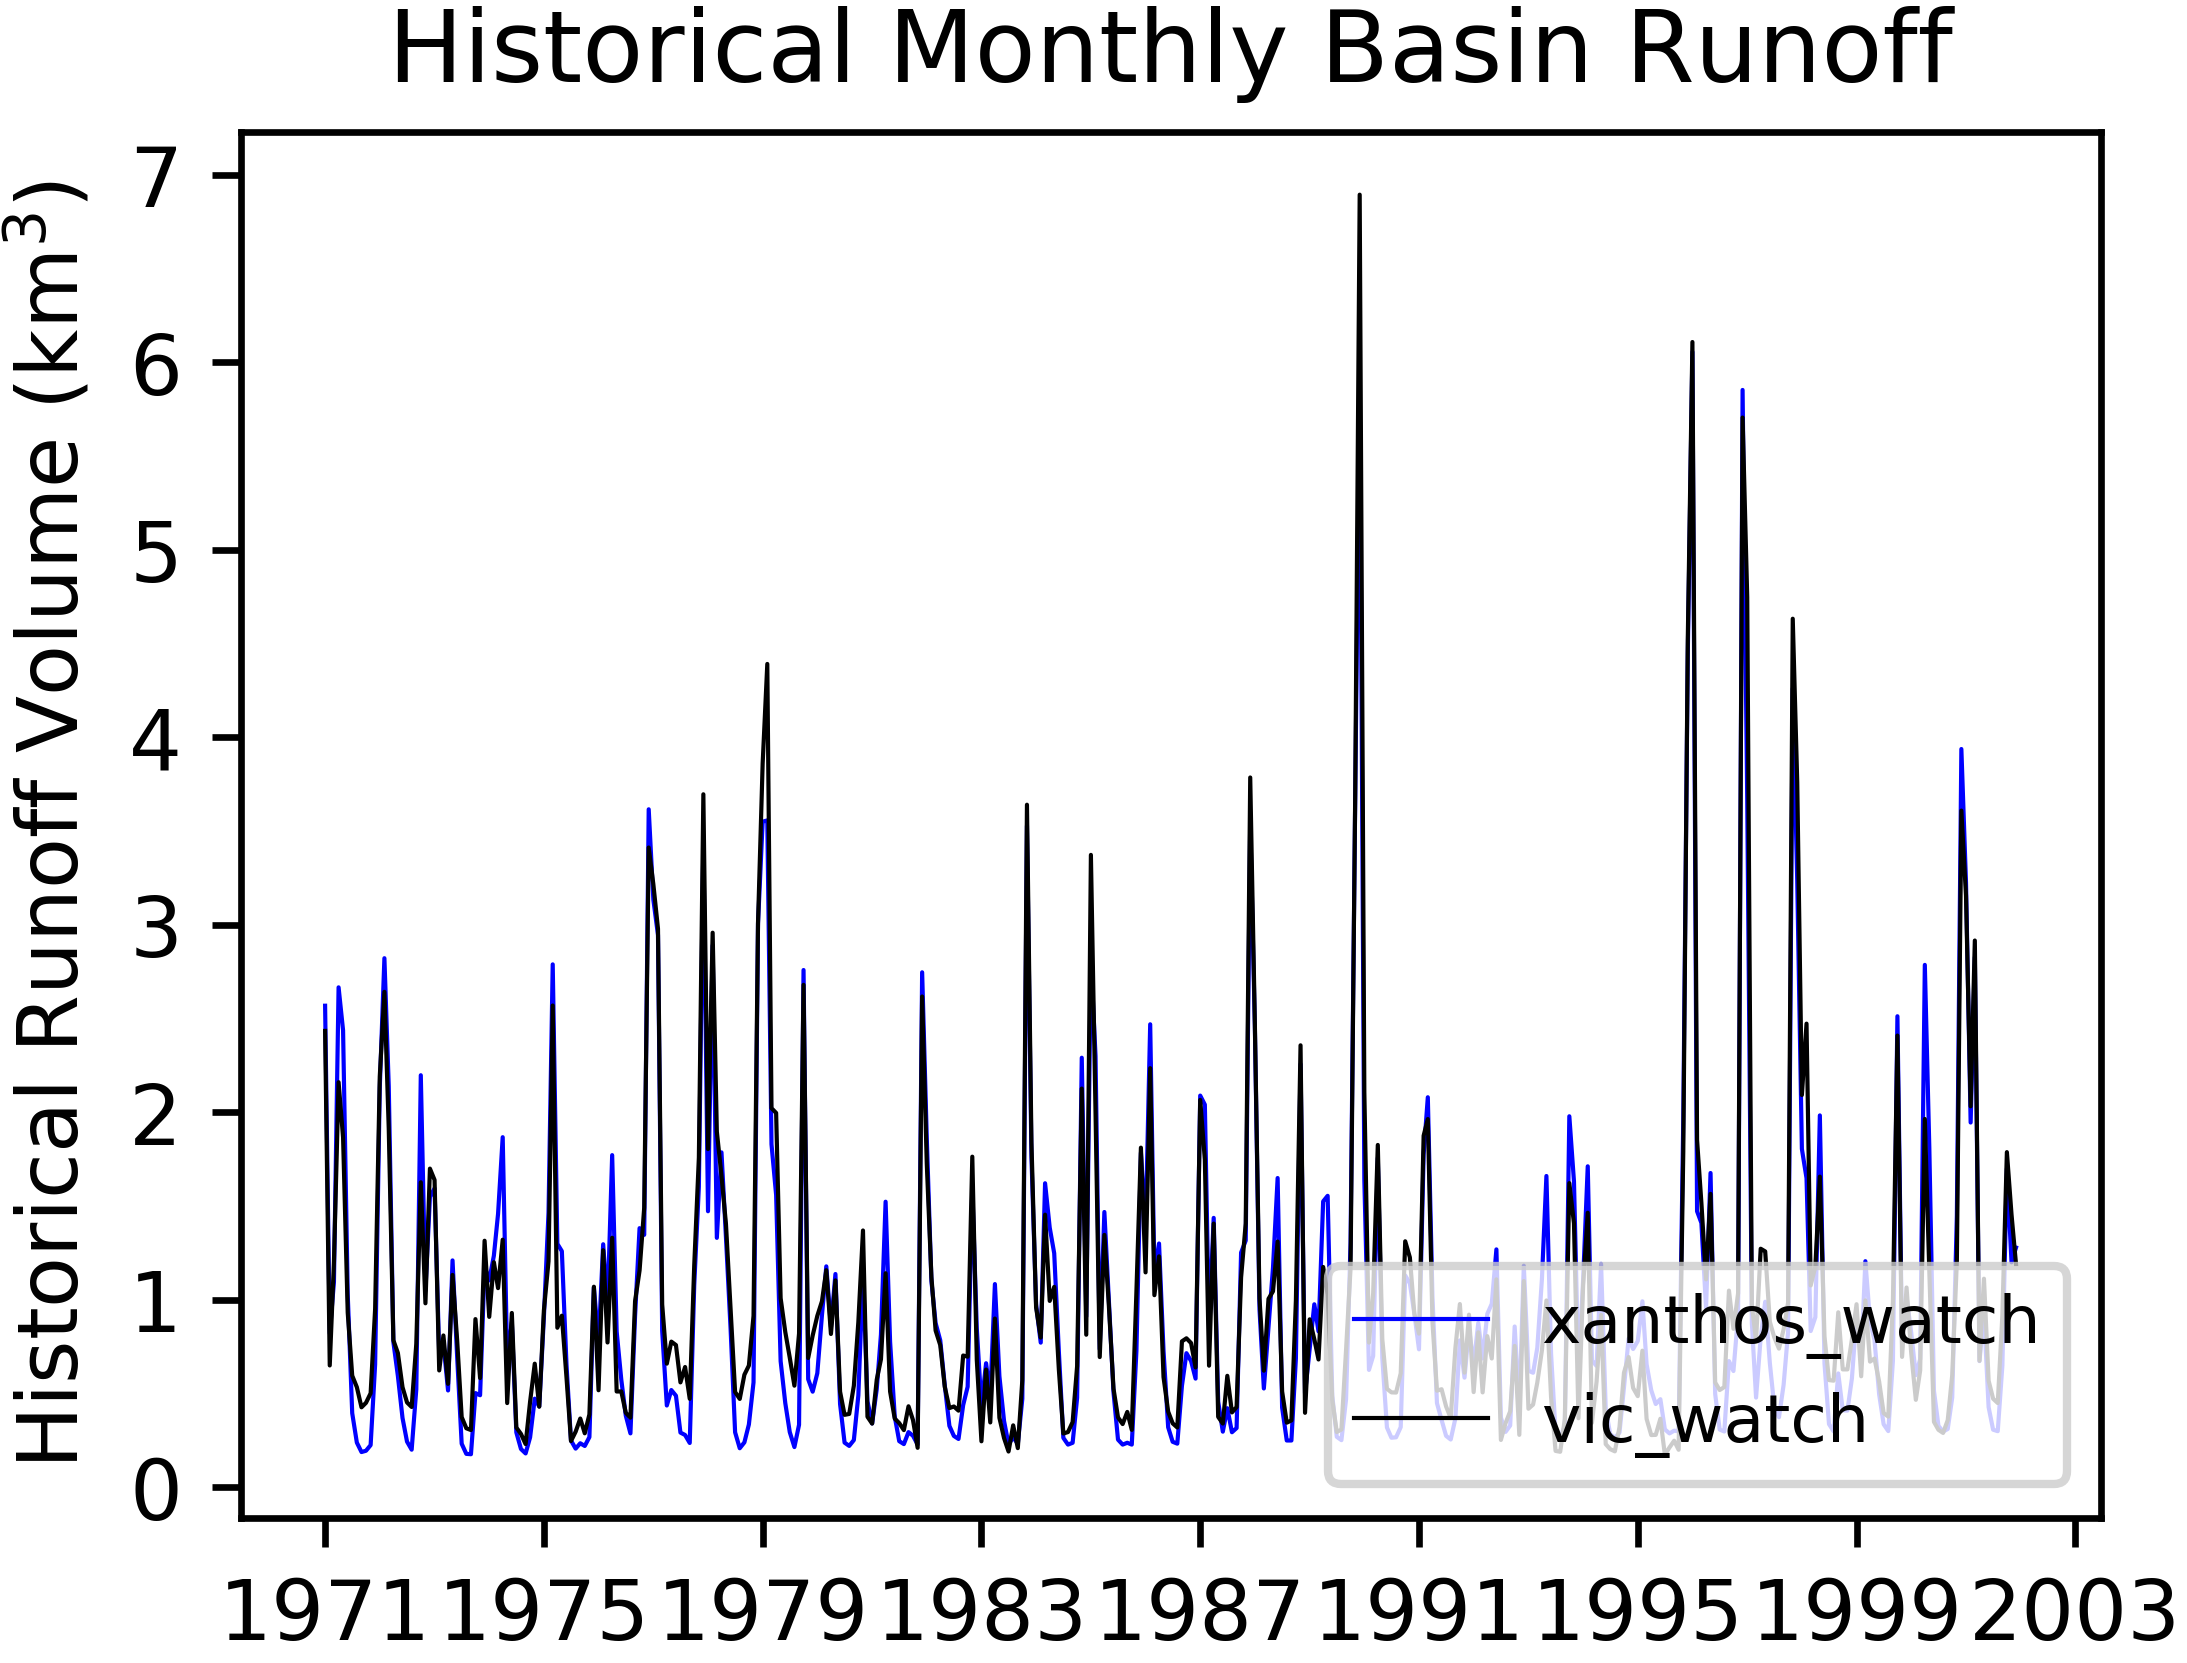 Historical Monthly Basin Runoff
Historical Runoff Volume (km³)
7
6
5
4
3
2
1
0
xanthos_watch
vic_watch
1971 1975 1979 1983 1987 1991 1995 1999 2003